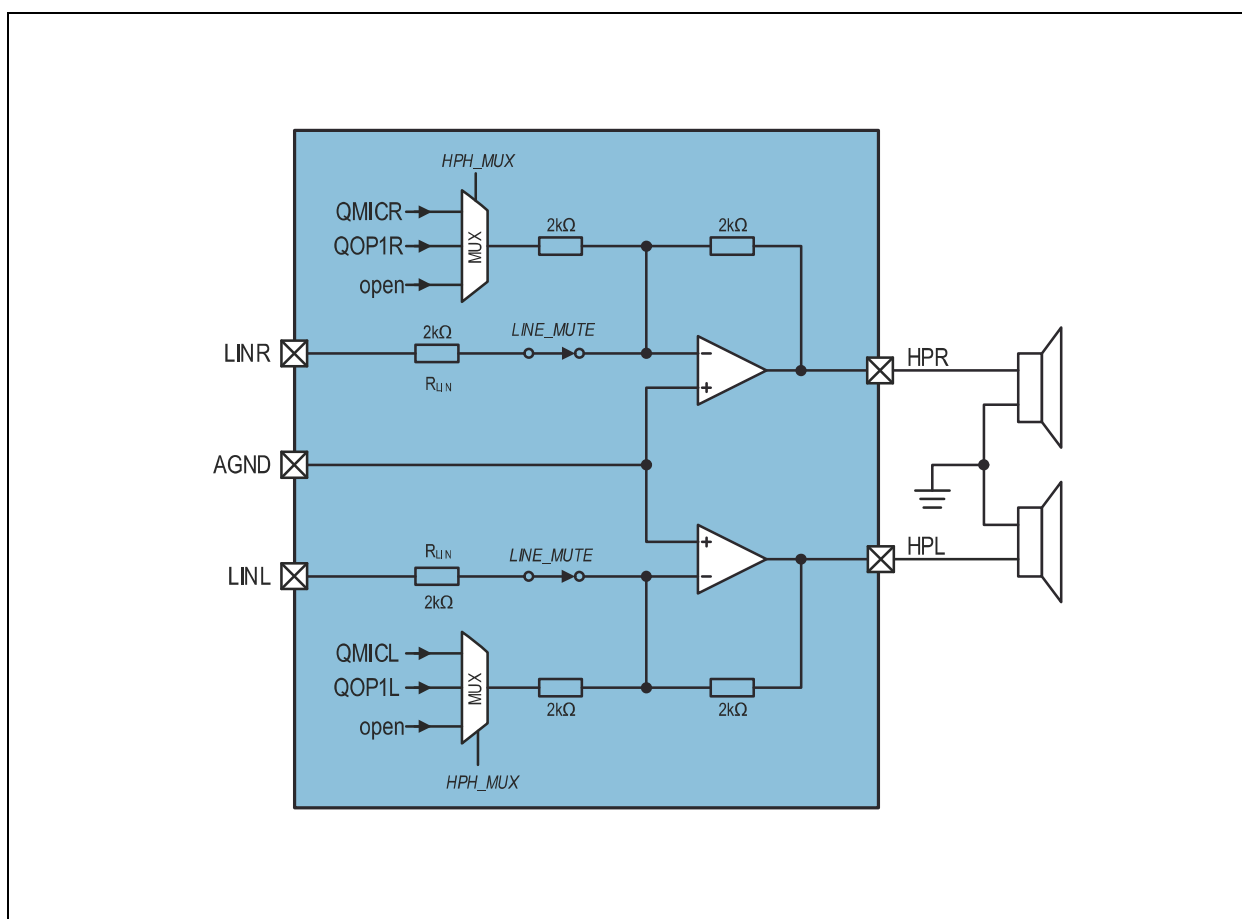 HPH_MUX
QMICR
QOP1R
open
MUX
2kΩ
2kΩ
LINR
2kΩ
RLIN
LINE_MUTE
−
+
HPR
AGND
LINL
RLIN
2kΩ
LINE_MUTE
+
−
HPL
QMICL
QOP1L
open
MUX
2kΩ
2kΩ
HPH_MUX